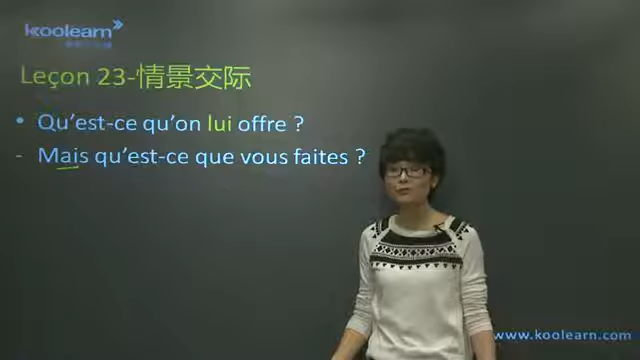 koolearn
Leçon 23-情景交际
• Qu'est-ce qu'on lui offre ?
- Mais qu'est-ce que vous faites ?
www.koolearn.com